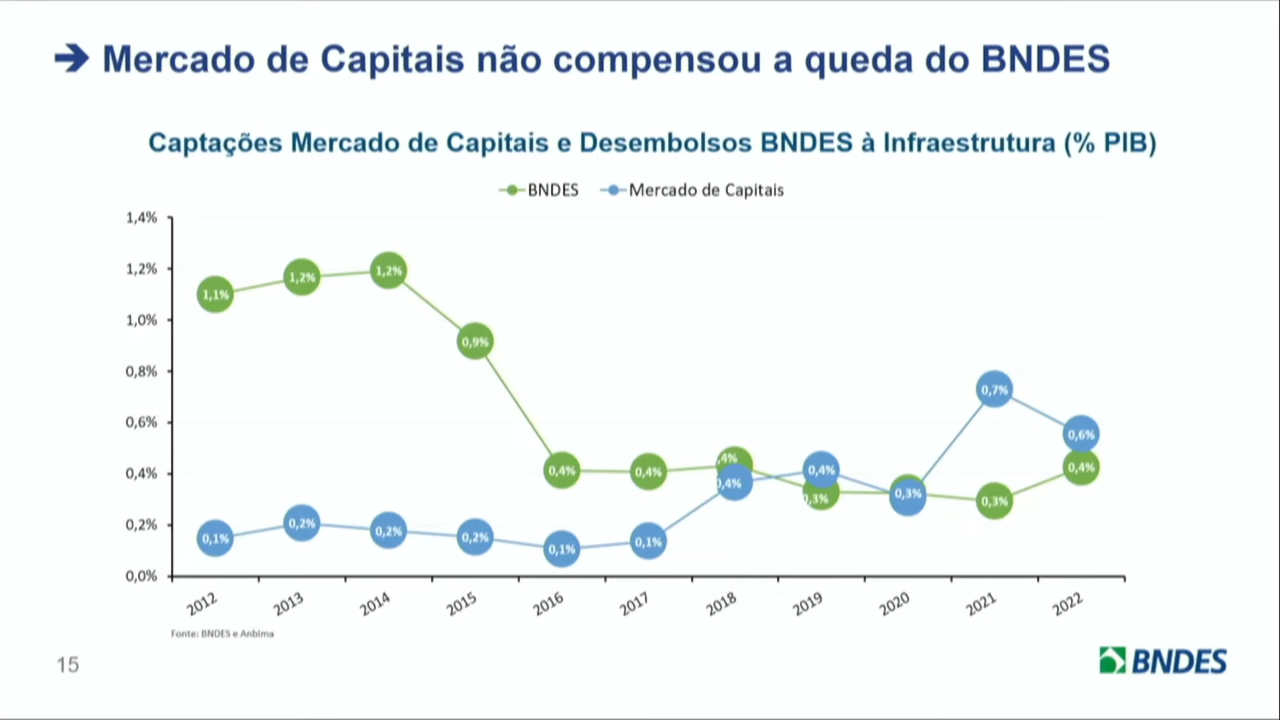 ➔ Mercado de Capitais não compensou a queda do BNDES
Captações Mercado de Capitais e Desembolsos BNDES à Infraestrutura (% PIB)
BNDES Mercado de Capitais
1,4%
1,2%
1,0%
0,8%
0,6%
0,4%
0,2%
0,0%
1,1% 1,2% 1,2% 0,9% 0,4% 0,4% ,4% 0,3% 0,3% 0,4%
0,1% 0,2% 0,2% 0,2% 0,1% 0,1% 0,4% 0,4% 0,3% 0,7% 0,6%
2012 2013 2014 2015 2016 2017 2018 2019 2020 2021 2022
Fonte: BNDES e Anbima
15
BNDES